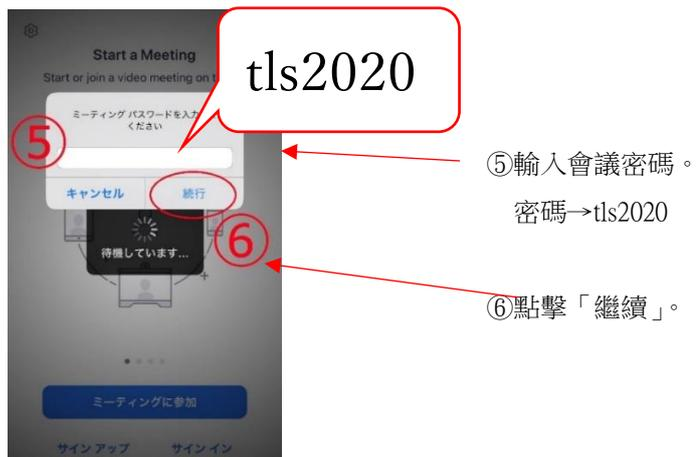 Start a Meeting
Start or join a video meeting on t
tls2020
ミーティング パスワードを入力
ください
⑤
キャンセル
続行
⑥
待機しています...
ミーティングに参加
サイン アップ
サイン イン
⑤輸入會議密碼。
密碼→tls2020
⑥點擊「繼續」。